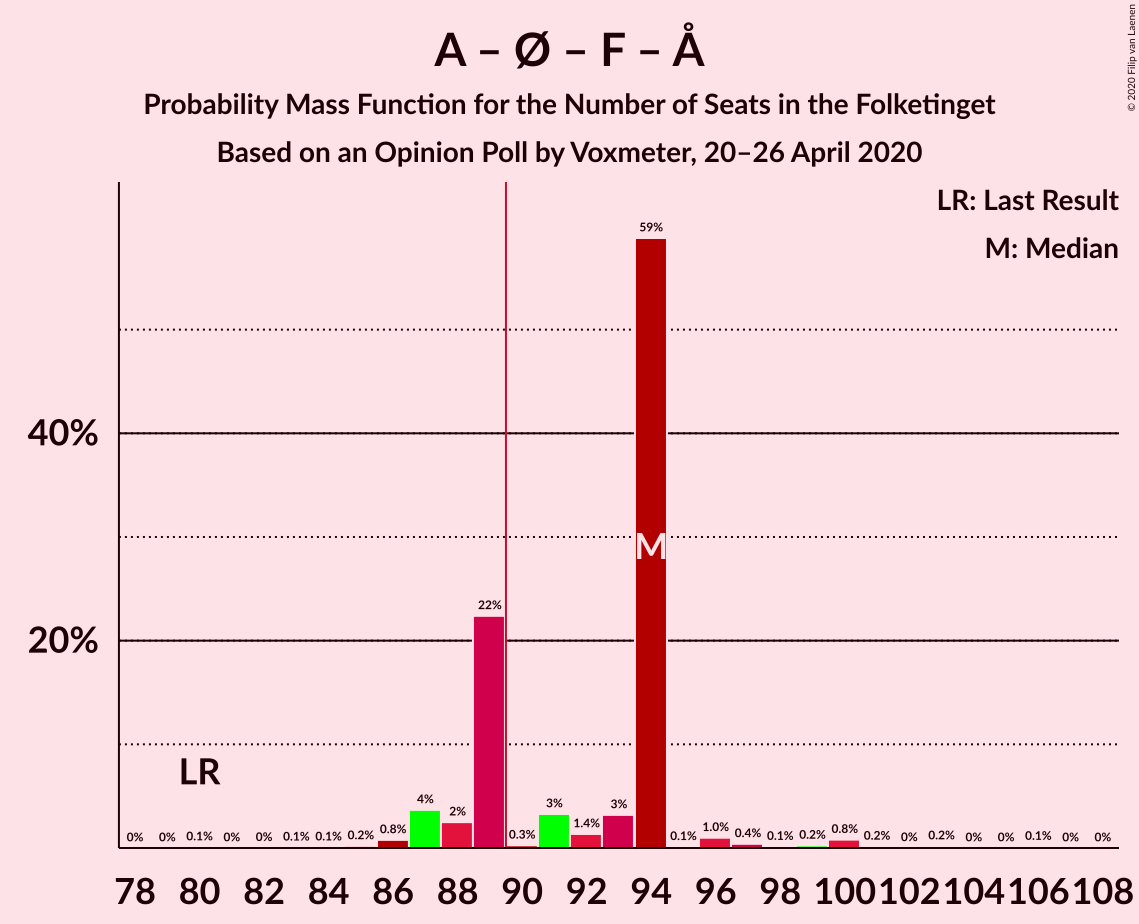 A – Ø – F – Å
Probability Mass Function for the Number of Seats in the Folketinget
Based on an Opinion Poll by Voxmeter, 20–26 April 2020
© 2020 Filip van Laenen
LR: Last Result
M: Median
59%
40%
M
22%
20%
LR
0% 0% 0.1% 0% 0% 0.1% 0.1% 0.2% 0.8% 4% 2% 0.3% 3% 1.4% 3% 0.1% 1.0% 0.4% 0.1% 0.2% 0.8% 0.2% 0% 0.2% 0% 0% 0.1% 0% 0%
78 80 82 84 86 88 90 92 94 96 98 100 102 104 106 108